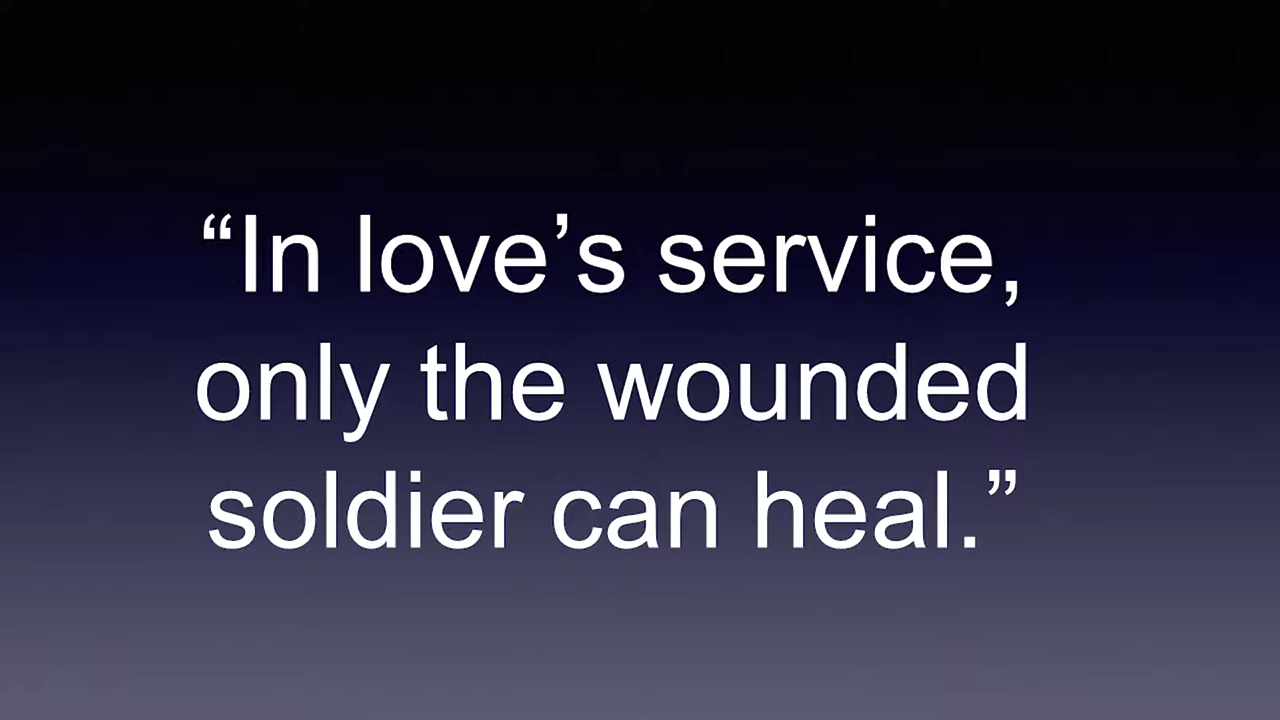 “In love’s service,
only the wounded
soldier can heal.”